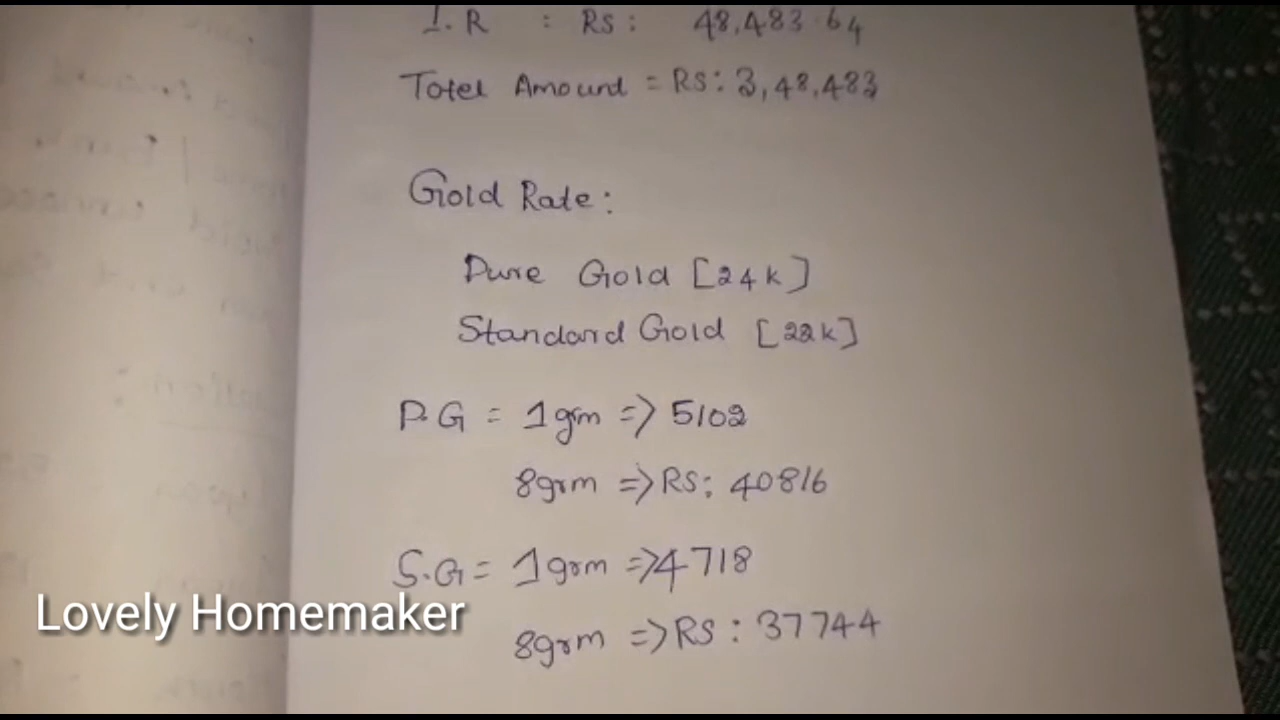 I.R : RS: 48,483.64
Totel Amound = RS: 3,48,483
Gold Rate:
Pure Gold [24k]
Standard Gold [22k]
P.G = 1grm => 5102
8grm => RS: 40816
S.G = 1grm => 4718
8grm => RS: 37744
Lovely Homemaker